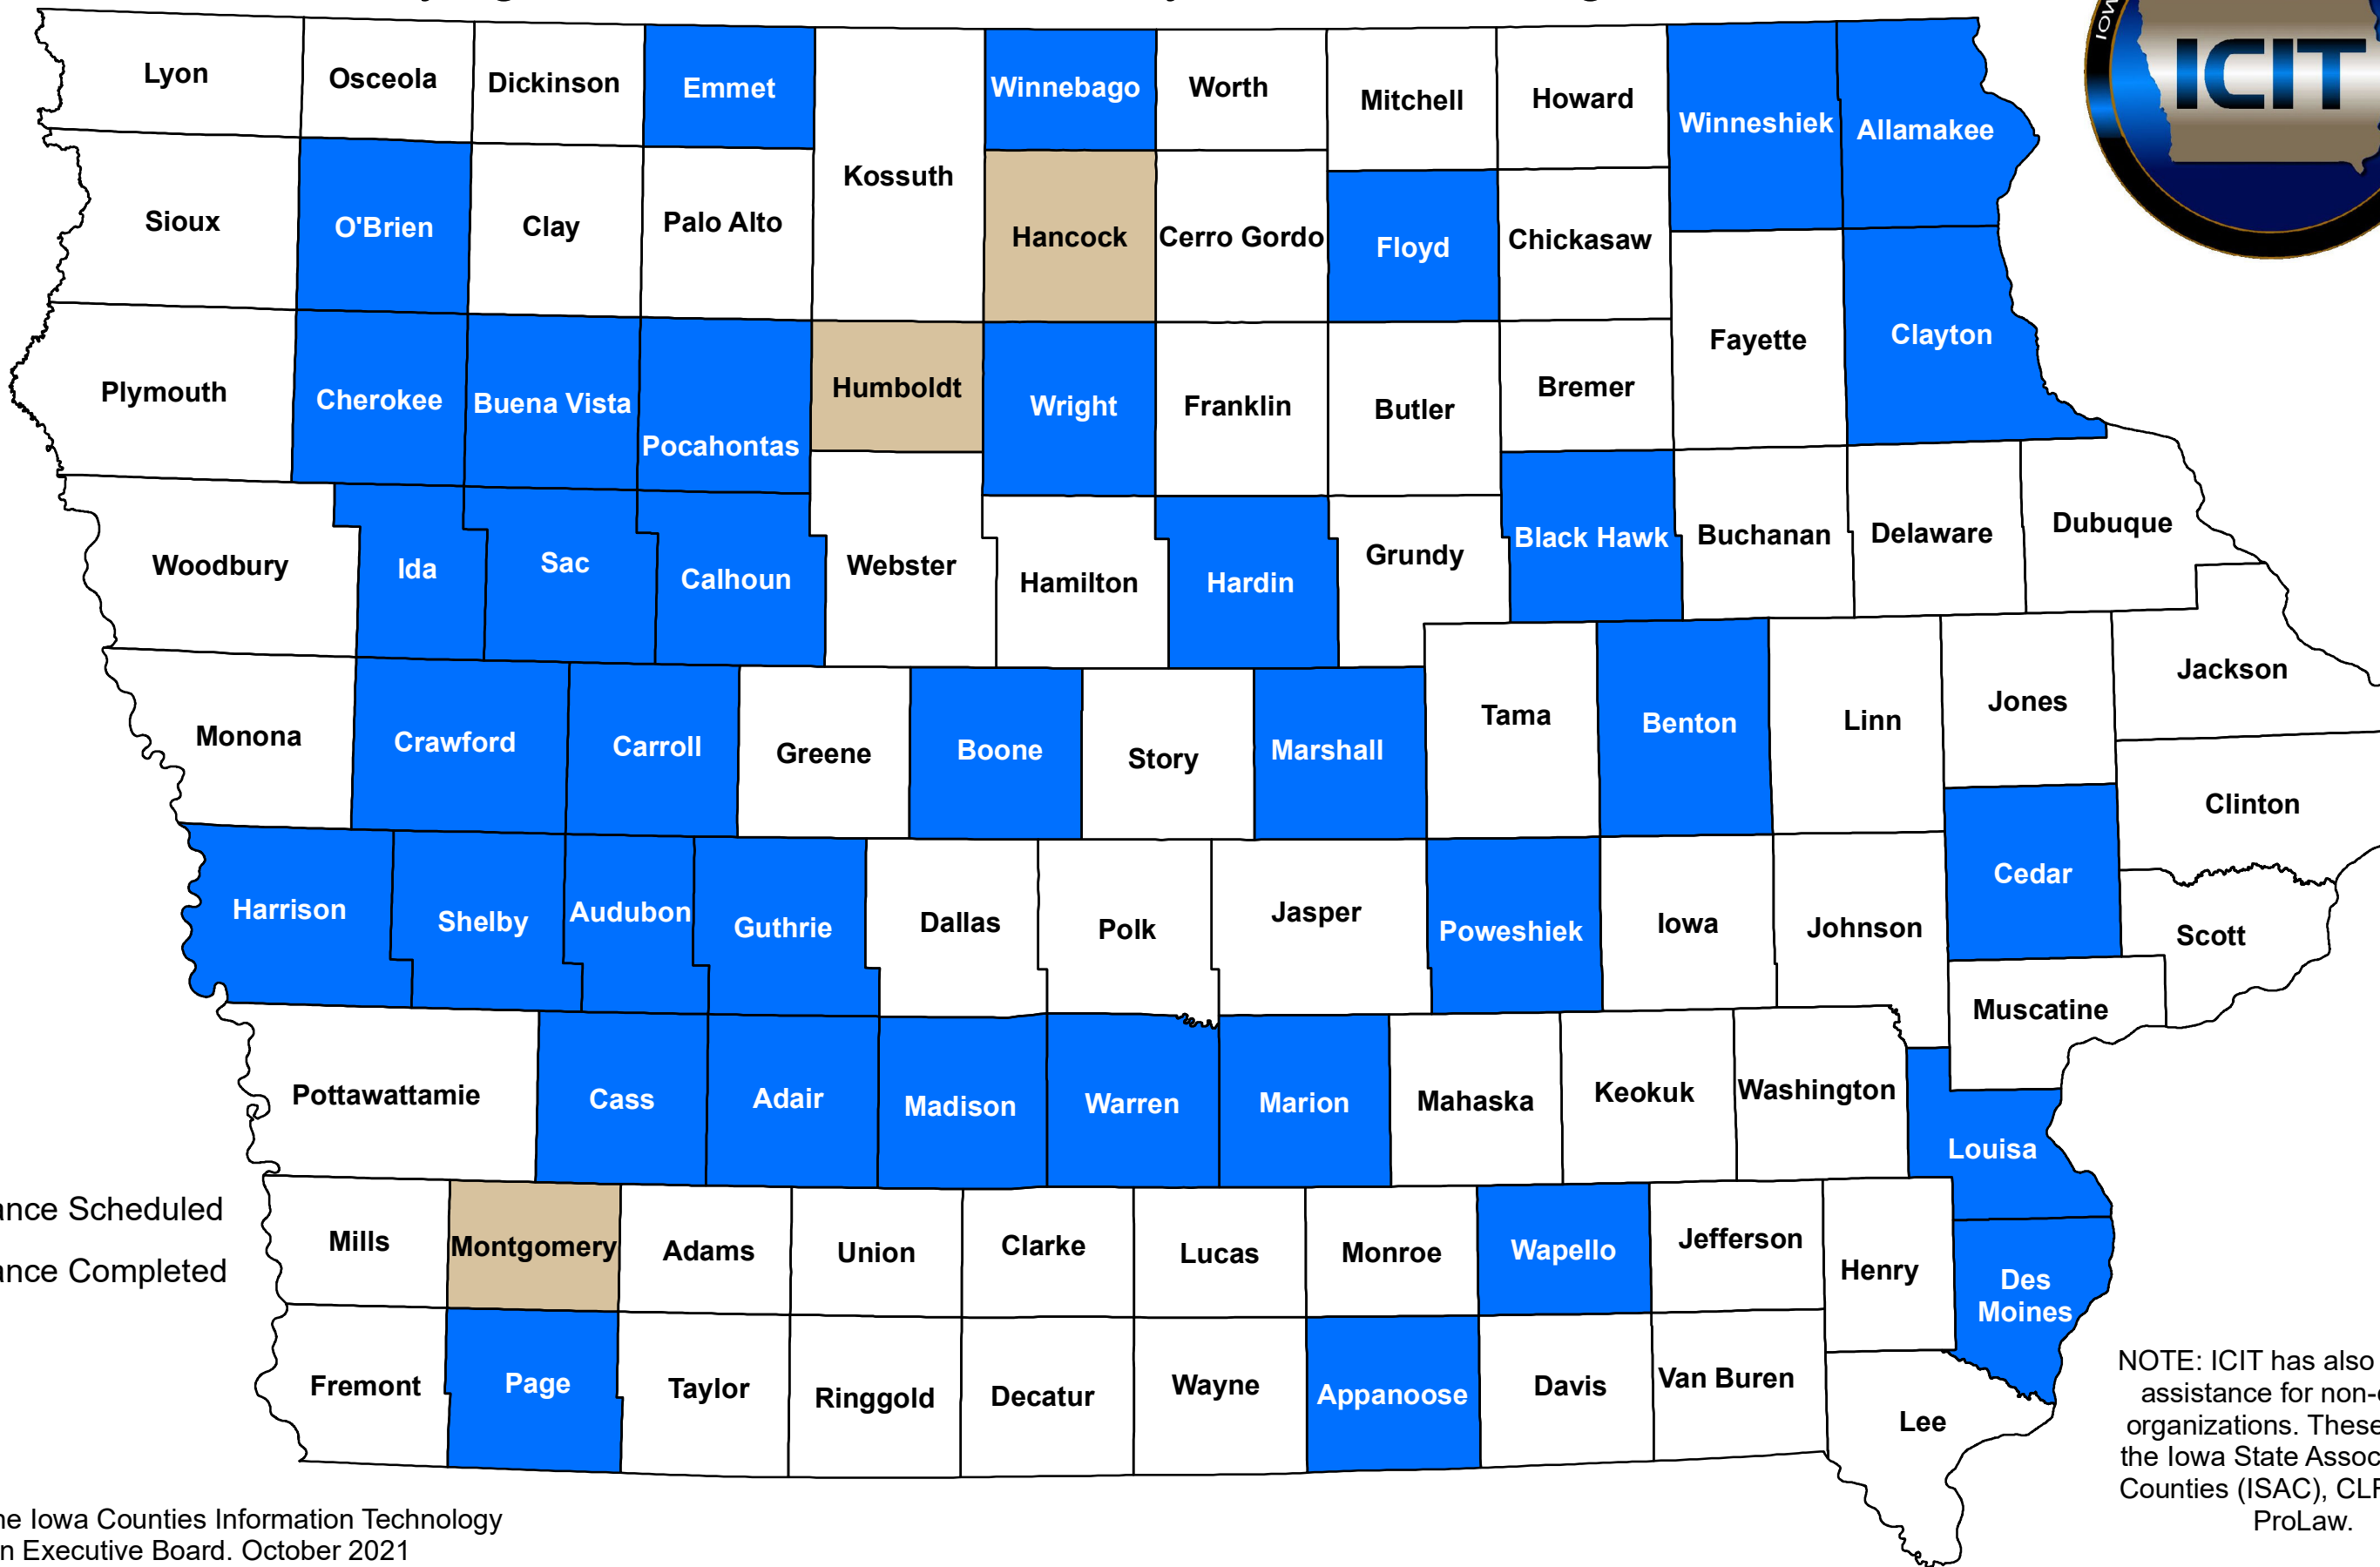 ICIT
Lyon
Osceola
Dickinson
Emmet
Winnebago
Worth
Mitchell
Howard
Winneshiek
Allamakee
Kossuth
Sioux
O'Brien
Clay
Palo Alto
Hancock
Cerro Gordo
Floyd
Chickasaw
Fayette
Clayton
Plymouth
Cherokee
Buena Vista
Pocahontas
Humboldt
Wright
Franklin
Butler
Bremer
Woodbury
Ida
Sac
Calhoun
Webster
Hamilton
Hardin
Grundy
Black Hawk
Buchanan
Delaware
Dubuque
Monona
Crawford
Carroll
Greene
Boone
Story
Marshall
Tama
Benton
Linn
Jones
Jackson
Clinton
Harrison
Shelby
Audubon
Guthrie
Dallas
Polk
Jasper
Poweshiek
Iowa
Johnson
Cedar
Scott
Muscatine
Pottawattamie
Cass
Adair
Madison
Warren
Marion
Mahaska
Keokuk
Washington
Louisa
Scheduled
Completed
Mills
Montgomery
Adams
Union
Clarke
Lucas
Monroe
Wapello
Jefferson
Henry
Des
Moines
Fremont
Page
Taylor
Ringgold
Decatur
Wayne
Appanoose
Davis
Van Buren
Lee
NOTE: ICIT has also
assistance for
organizations. These
the Iowa State
Counties (ISAC),
ProLaw.
Iowa Counties Information Technology
Executive Board. October 2021